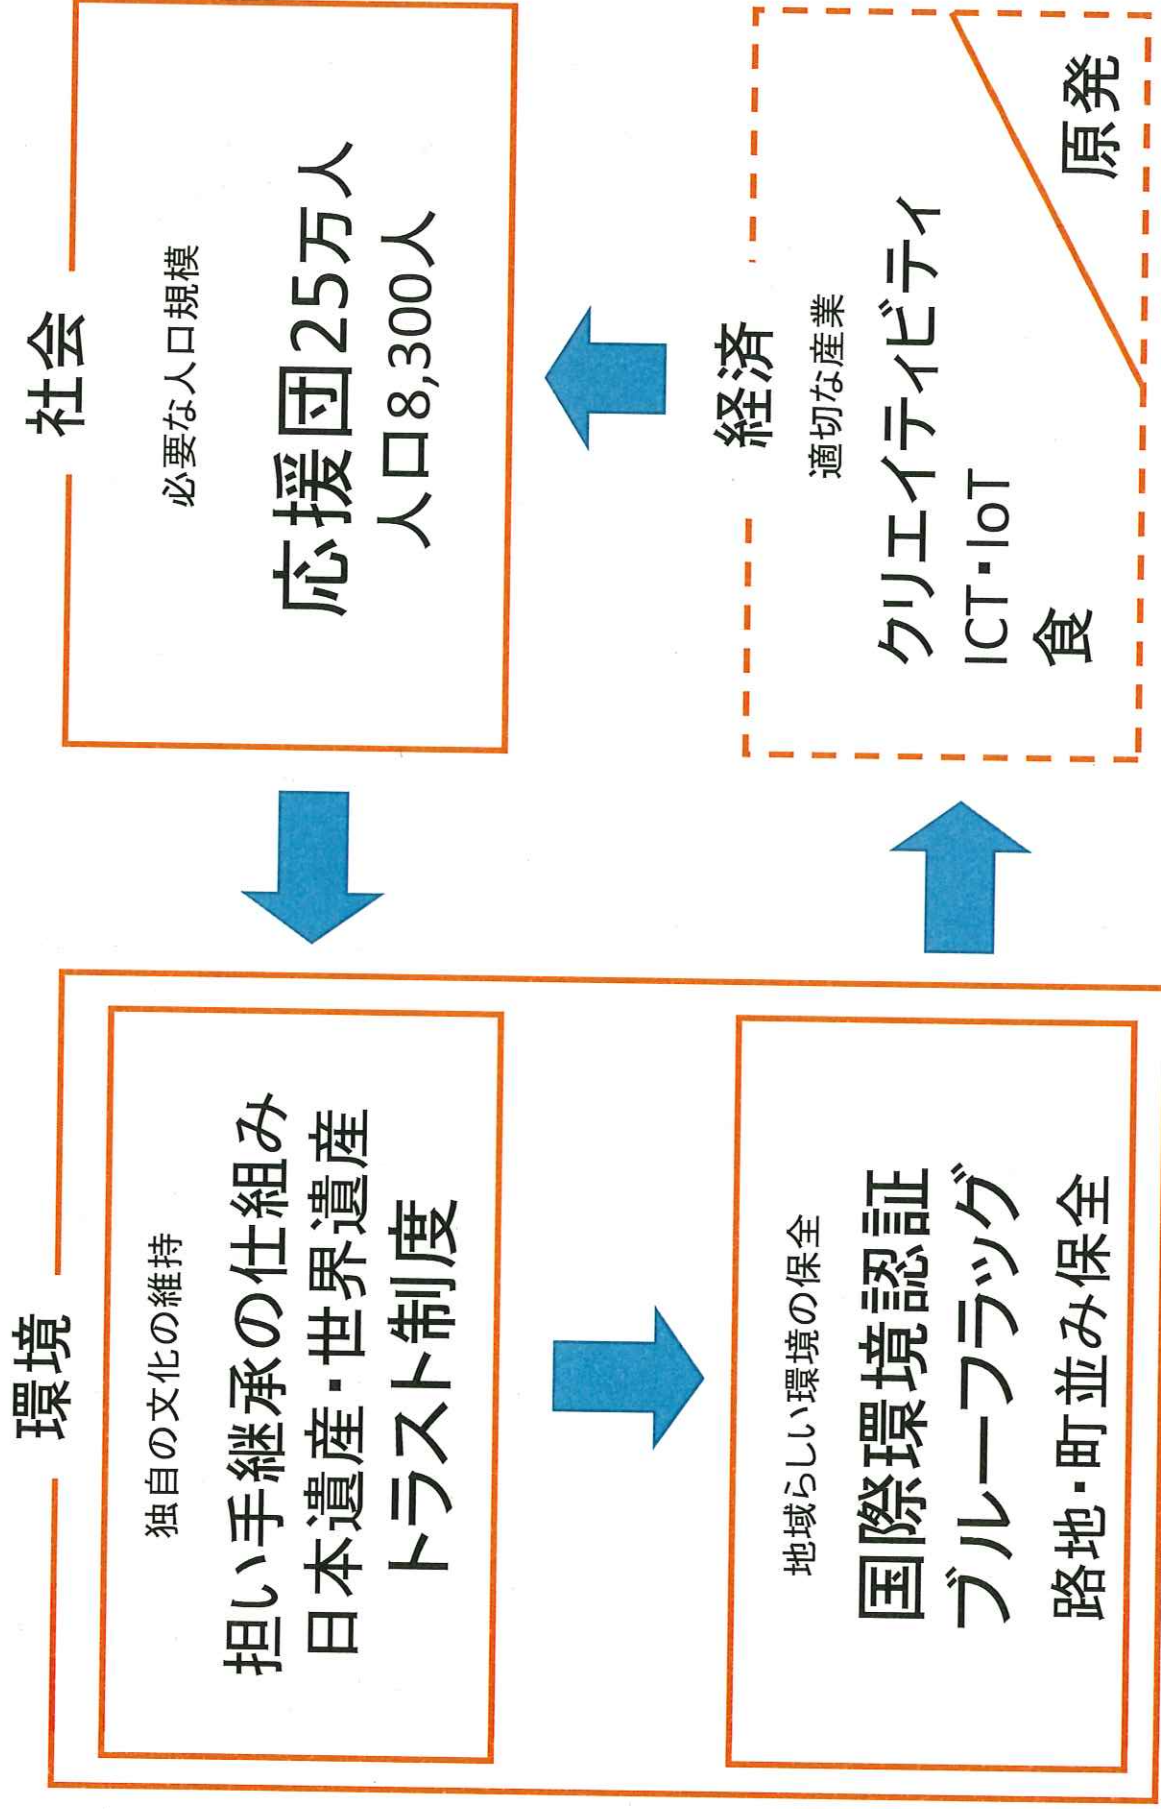 環境
独自の文化の維持
担い手継承の仕組み
日本遺産・世界遺産
トラスト制度
地域らしい環境の保全
国際環境認証
ブルーフラッグ
路地・町並み保全
社会
必要な人口規模
応援団25万人
人口8,300人
経済
適切な産業
クリエイティビティ
ICT・IoT
食
原発